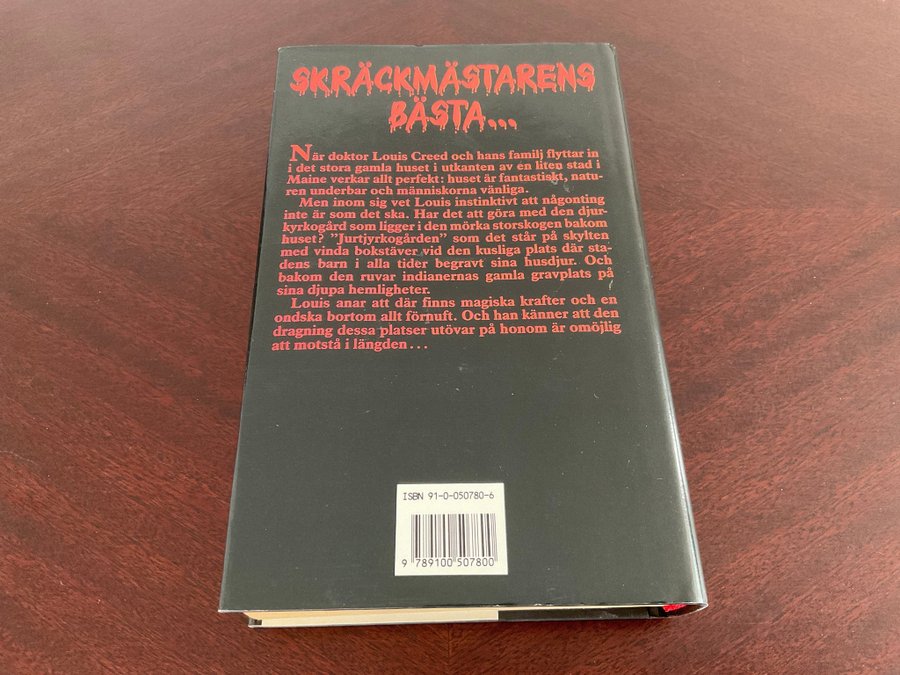 SKRÄCKMÄSTARENS
BÄSTA...
När doktor Louis Creed och hans familj flyttar in
i det stora gamla huset i utkanten av en liten stad i
Maine verkar allt perfekt: huset är fantastiskt, natu-
ren underbar och människorna vänliga.
Men inom sig vet Louis instinktivt att någonting
inte är som det ska. Har det att göra med den djur-
kyrkogård som ligger i den mörka storskogen bakom
huset? ”Jurtjyrkogården” som det står på skylten
med vinda bokstäver vid den kusliga plats där sta-
dens barn i alla tider begravt sina husdjur. Och
bakom den ruvar indianernas gamla gravplats på
sina djupa hemligheter.
Louis anar att där finns magiska krafter och en
ondska bortom allt förnuft. Och han känner att den
dragning dessa platser utövar på honom är omöjlig
att motstå i längden...
ISBN 91-0-050780-6
9 789100 507800